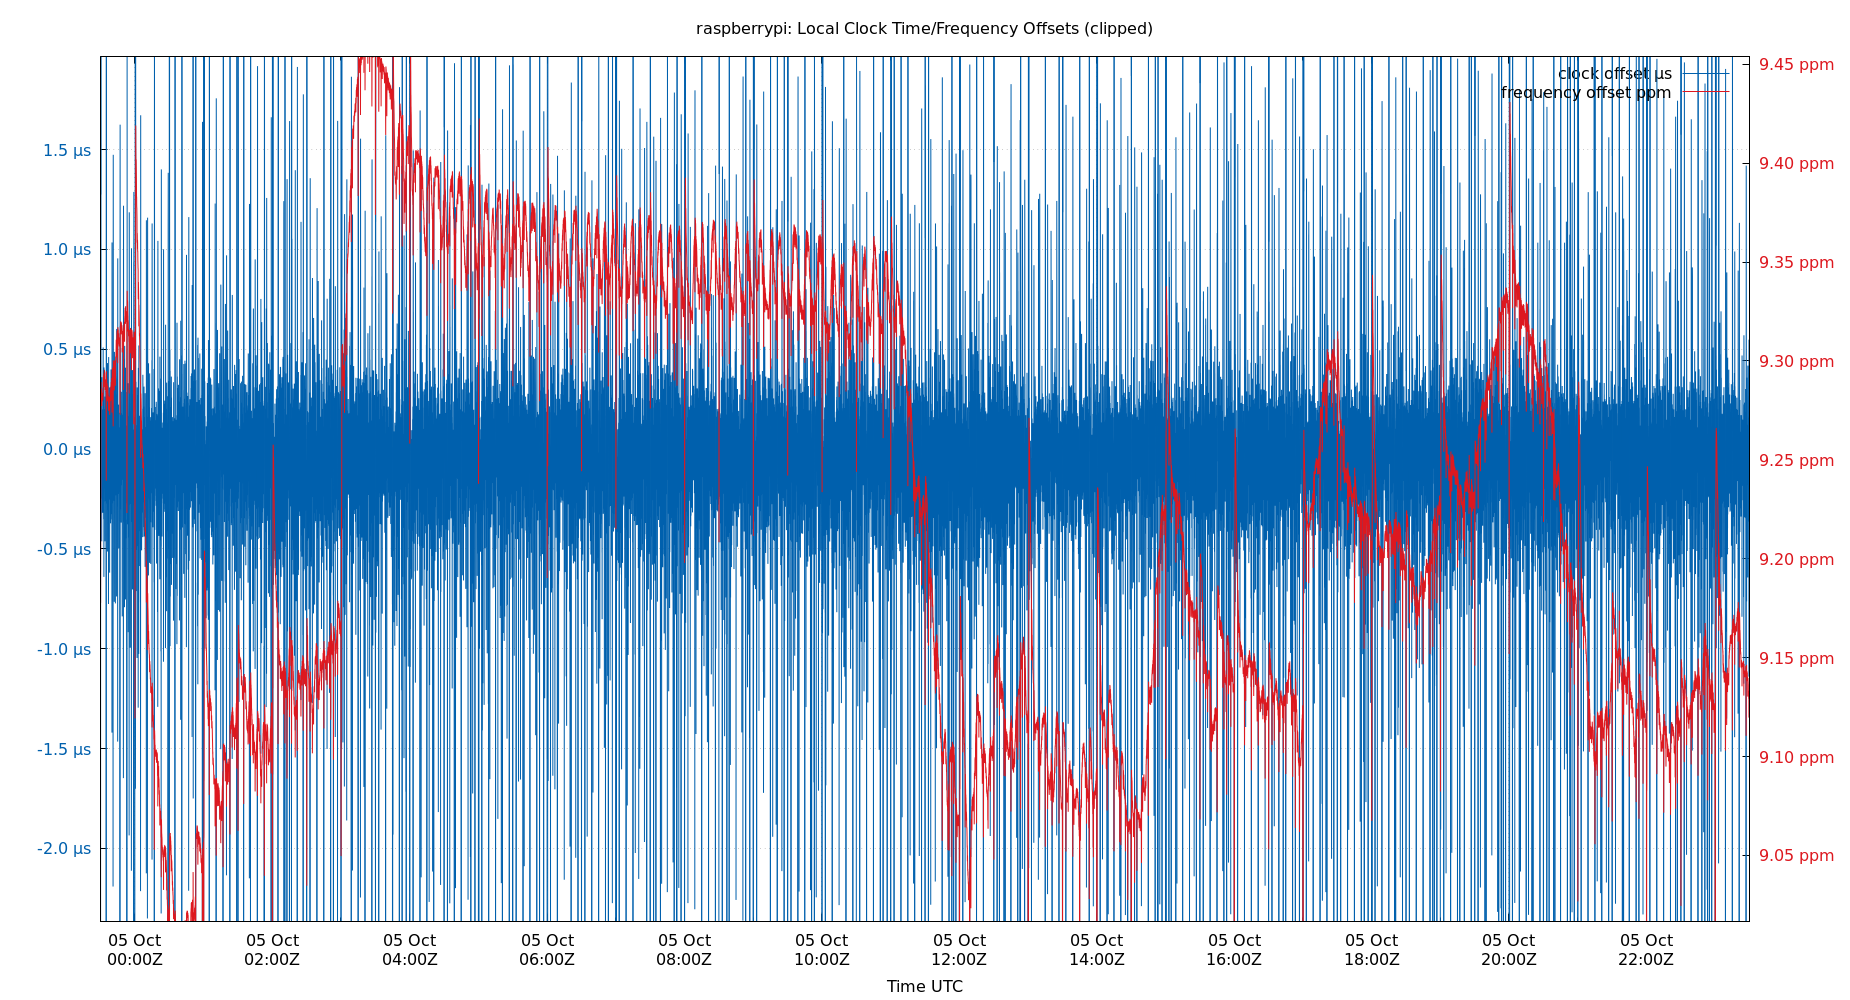 raspberrypi: Local Clock Time/Frequency Offsets (clipped)
clock offset µs
frequency offset ppm
1.5 µs
1.0 µs
0.5 µs
0.0 µs
-0.5 µs
-1.0 µs
-1.5 µs
-2.0 µs
9.45 ppm
9.40 ppm
9.35 ppm
9.30 ppm
9.25 ppm
9.20 ppm
9.15 ppm
9.10 ppm
9.05 ppm
05 Oct
00:00Z
05 Oct
02:00Z
05 Oct
04:00Z
05 Oct
06:00Z
05 Oct
08:00Z
05 Oct
10:00Z
05 Oct
12:00Z
05 Oct
14:00Z
05 Oct
16:00Z
05 Oct
18:00Z
05 Oct
20:00Z
05 Oct
22:00Z
Time UTC